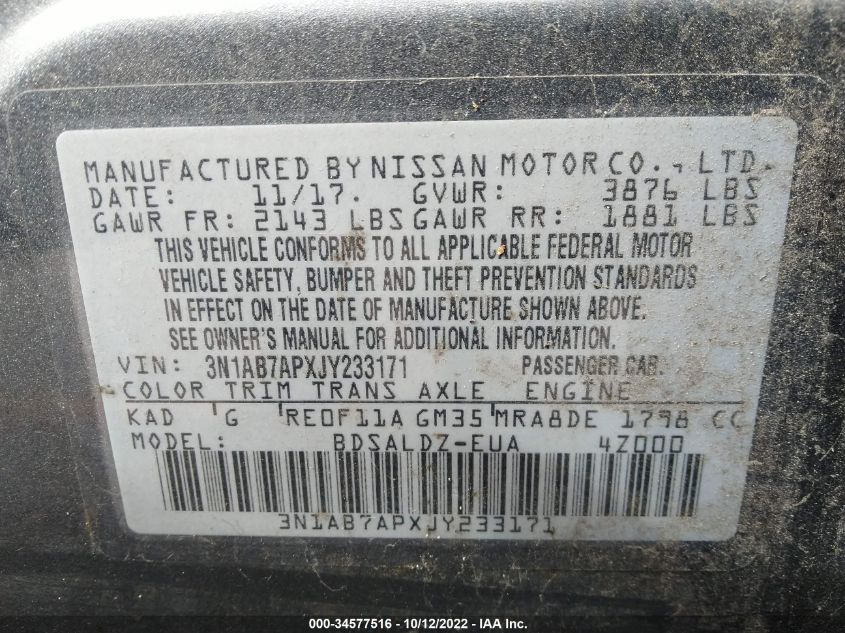 MANUFACTURED BY NISSAN MOTOR CO., LTD.
DATE: 11/17. GVWR: 3876 LBS
GAWR FR: 2143 LBS GAWR RR: 1881 LBS
THIS VEHICLE CONFORMS TO ALL APPLICABLE FEDERAL MOTOR
VEHICLE SAFETY, BUMPER AND THEFT PREVENTION STANDARDS
IN EFFECT ON THE DATE OF MANUFACTURE SHOWN ABOVE.
SEE OWNER'S MANUAL FOR ADDITIONAL INFORMATION.
VIN: 3N1AB7APXJY233171 PASSENGER CAR.
COLOR TRIM TRANS AXLE ENGINE
KAD G RE0F11A GM35 MRA8DE 1798 CC
MODEL: BDSALDZ-EUA 4Z000
3N1AB7APXJY233171
000-34577516 - 10/12/2022 - IAA, Inc.